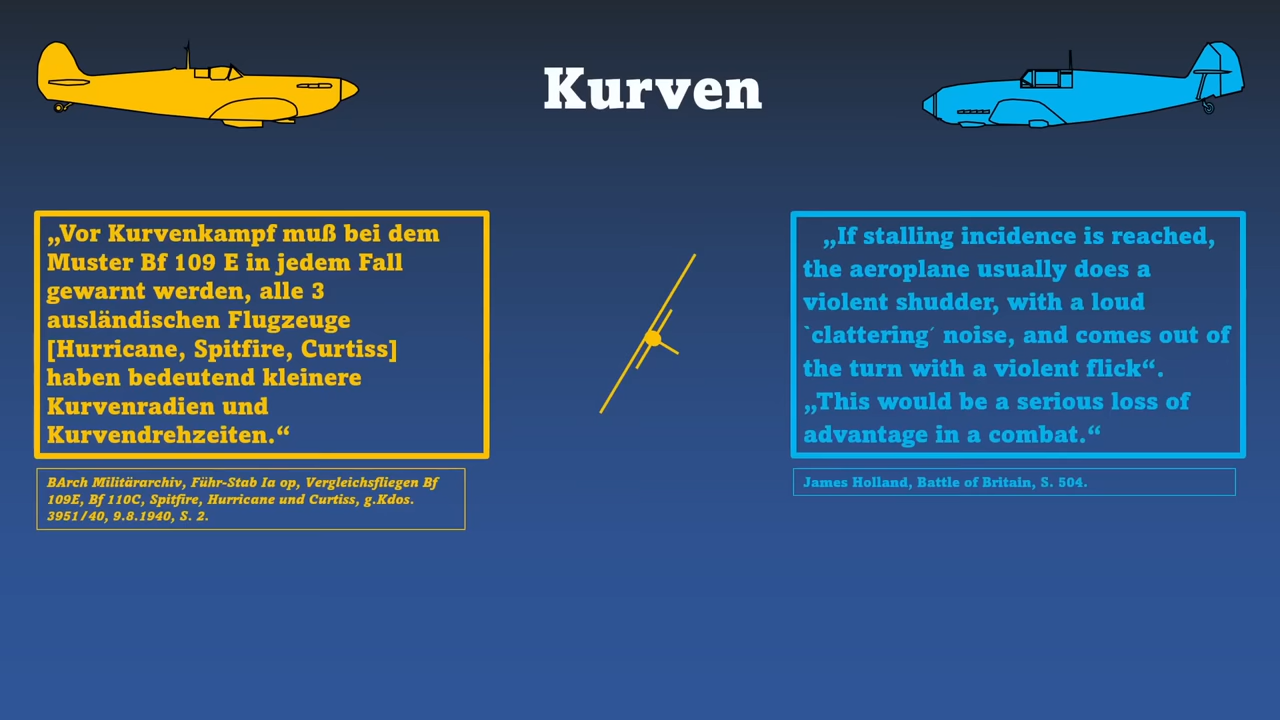 Kurven
„Vor Kurvenkampf muß bei dem
Muster Bf 109 E in jedem Fall
gewarnt werden, alle 3
ausländischen Flugzeuge
[Hurricane, Spitfire, Curtiss]
haben bedeutend kleinere
Kurvenradien und
Kurvendrehzeiten.“
BArch Militärarchiv, Führ-Stab Ia op, Vergleichsfliegen Bf
109E, Bf 110C, Spitfire, Hurricane und Curtiss, g.Kdos.
3951/40, 9.8.1940, S. 2.
„If stalling incidence is reached,
the aeroplane usually does a
violent shudder, with a loud
`clattering´ noise, and comes out of
the turn with a violent flick“.
„This would be a serious loss of
advantage in a combat.“
James Holland, Battle of Britain, S. 504.